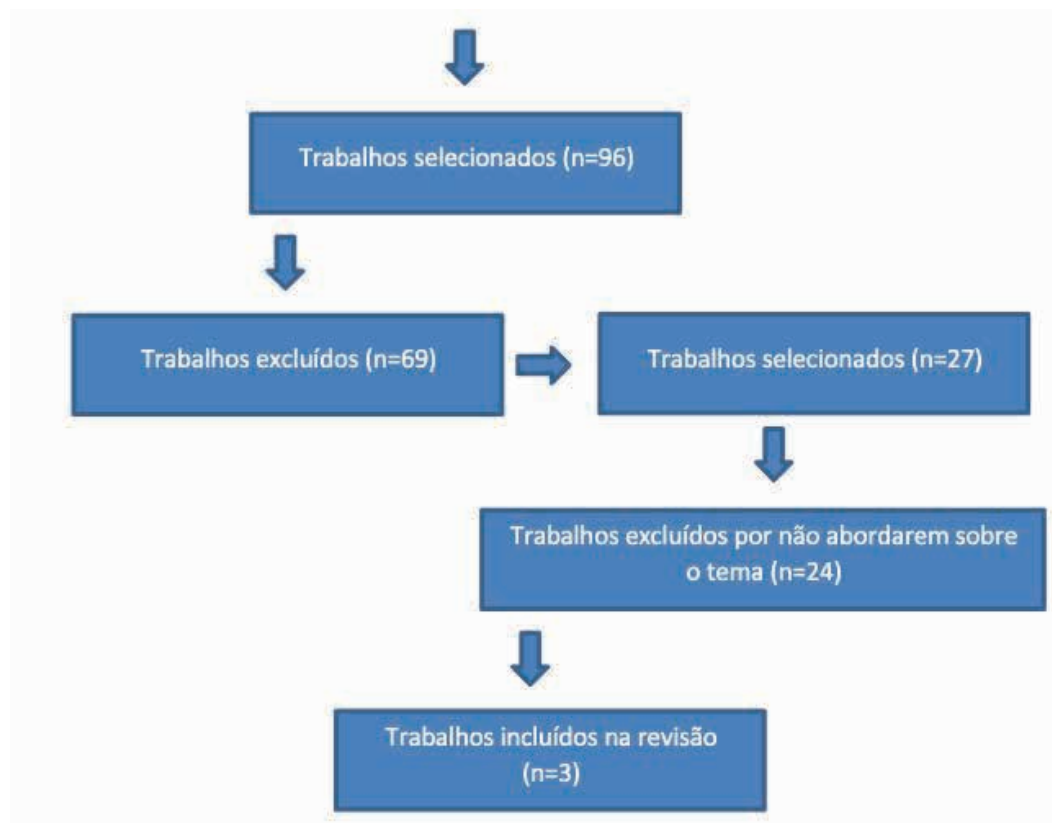 Trabalhos selecionados (n=96)
Trabalhos excluídos (n=69)
Trabalhos selecionados (n=27)
Trabalhos excluídos por não abordarem sobre
o tema (n=24)
Trabalhos incluídos na revisão
(n=3)